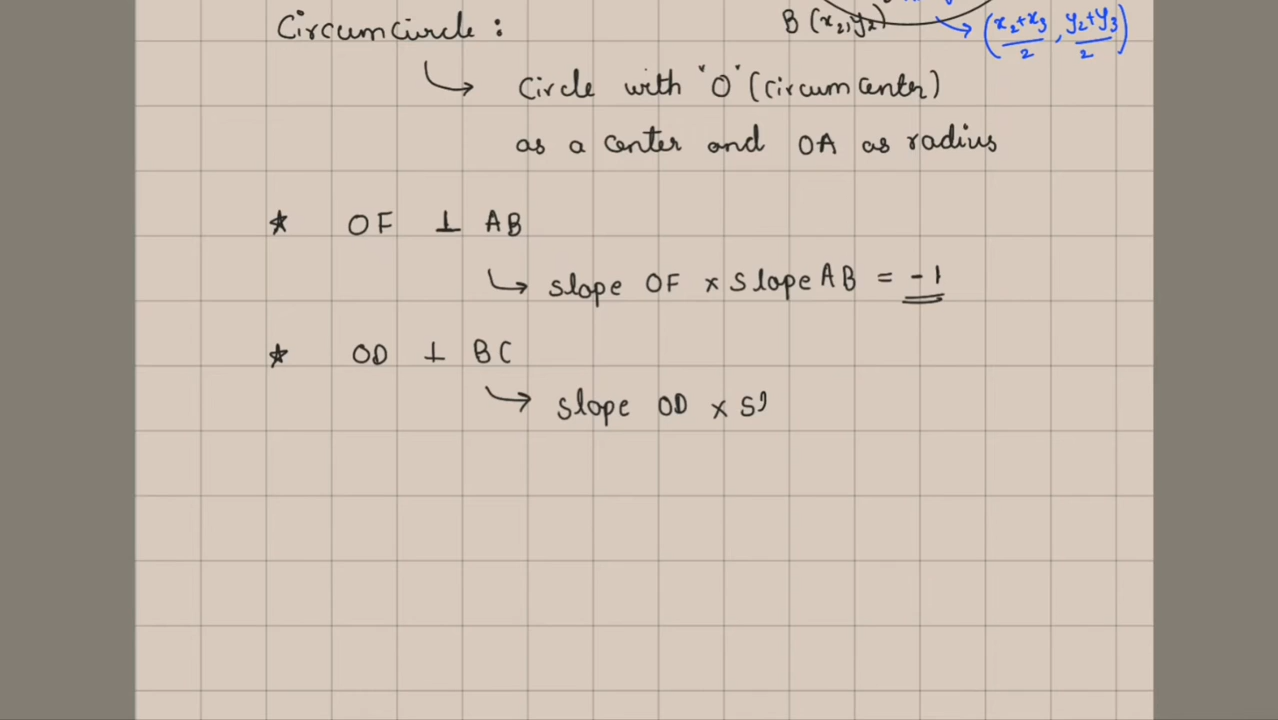 Circumcircle :
B (x₂, y₂)
((x₂+x₃)/2, (y₂+y₃)/2)
↳ Circle with "O" (circumcenter)
as a center and OA as radius
★ OF ⊥ AB
↳ slope OF × slope AB = -1
★ OD ⊥ BC
↳ slope OD × sl